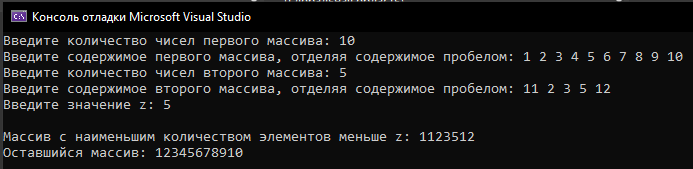 Консоль отладки Microsoft Visual Studio
Введите количество чисел первого массива: 10
Введите содержимое первого массива, отделяя содержимое пробелом: 1 2 3 4 5 6 7 8 9 10
Введите количество чисел второго массива: 5
Введите содержимое второго массива, отделяя содержимое пробелом: 11 2 3 5 12
Введите значение z: 5
Массив с наименьшим количеством элементов меньше z: 1123512
Оставшийся массив: 12345678910